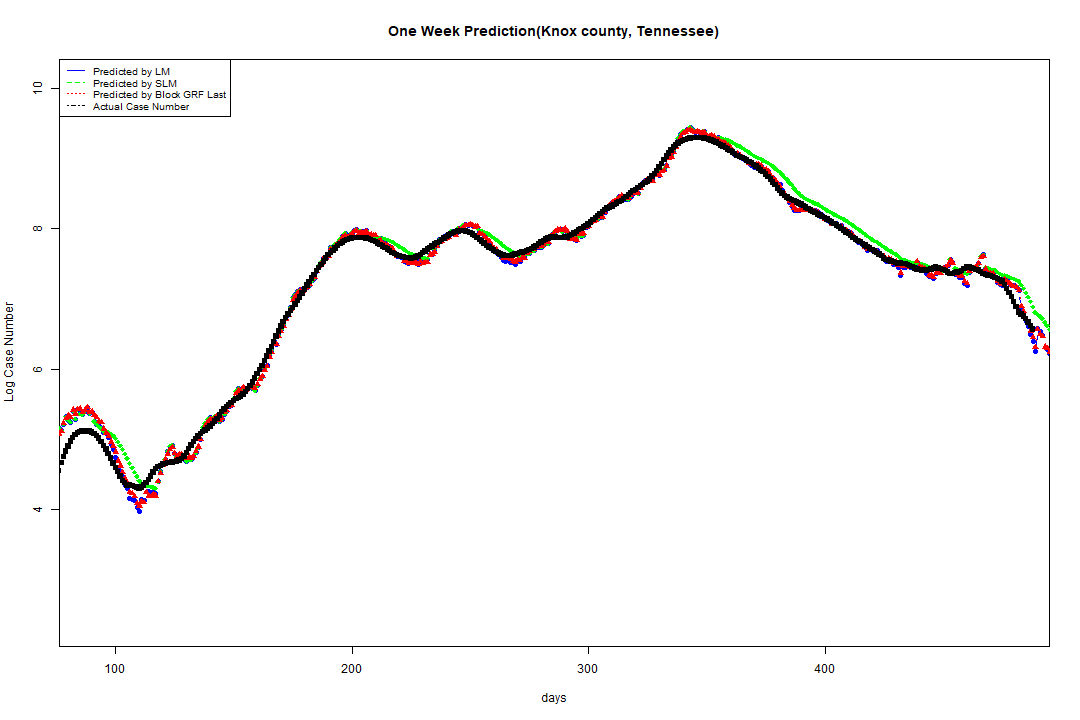 One Week Prediction(Knox county, Tennessee)
Predicted by LM
Predicted by SLM
Predicted by Block GRF Last
Actual Case Number
10
8
6
4
Log Case Number
100
200
300
400
days